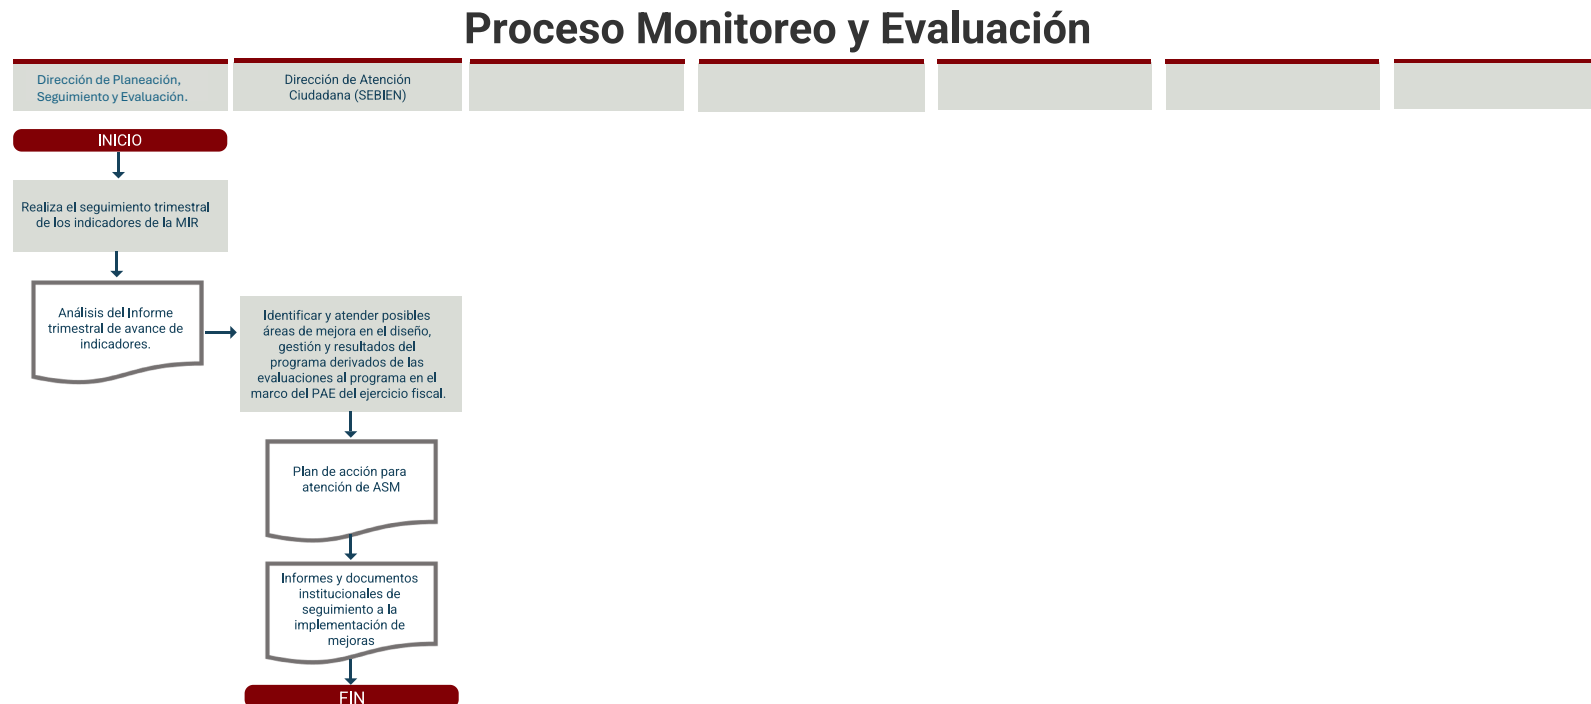 Proceso Monitoreo y Evaluación
Dirección de Planeación,
Seguimiento y Evaluación.
Dirección de Atención
Ciudadana (SEBIEN)
INICIO
Realiza el seguimiento trimestral
de los indicadores de la MIR
Análisis del Informe
trimestral de avance de
indicadores.
Identificar y atender posibles
áreas de mejora en el diseño,
gestión y resultados del
programa derivados de las
evaluaciones al programa en el
marco del PAE del ejercicio fiscal.
Plan de acción para
atención de ASM
Informes y documentos
institucionales de
seguimiento a la
implementación de
mejoras
FIN